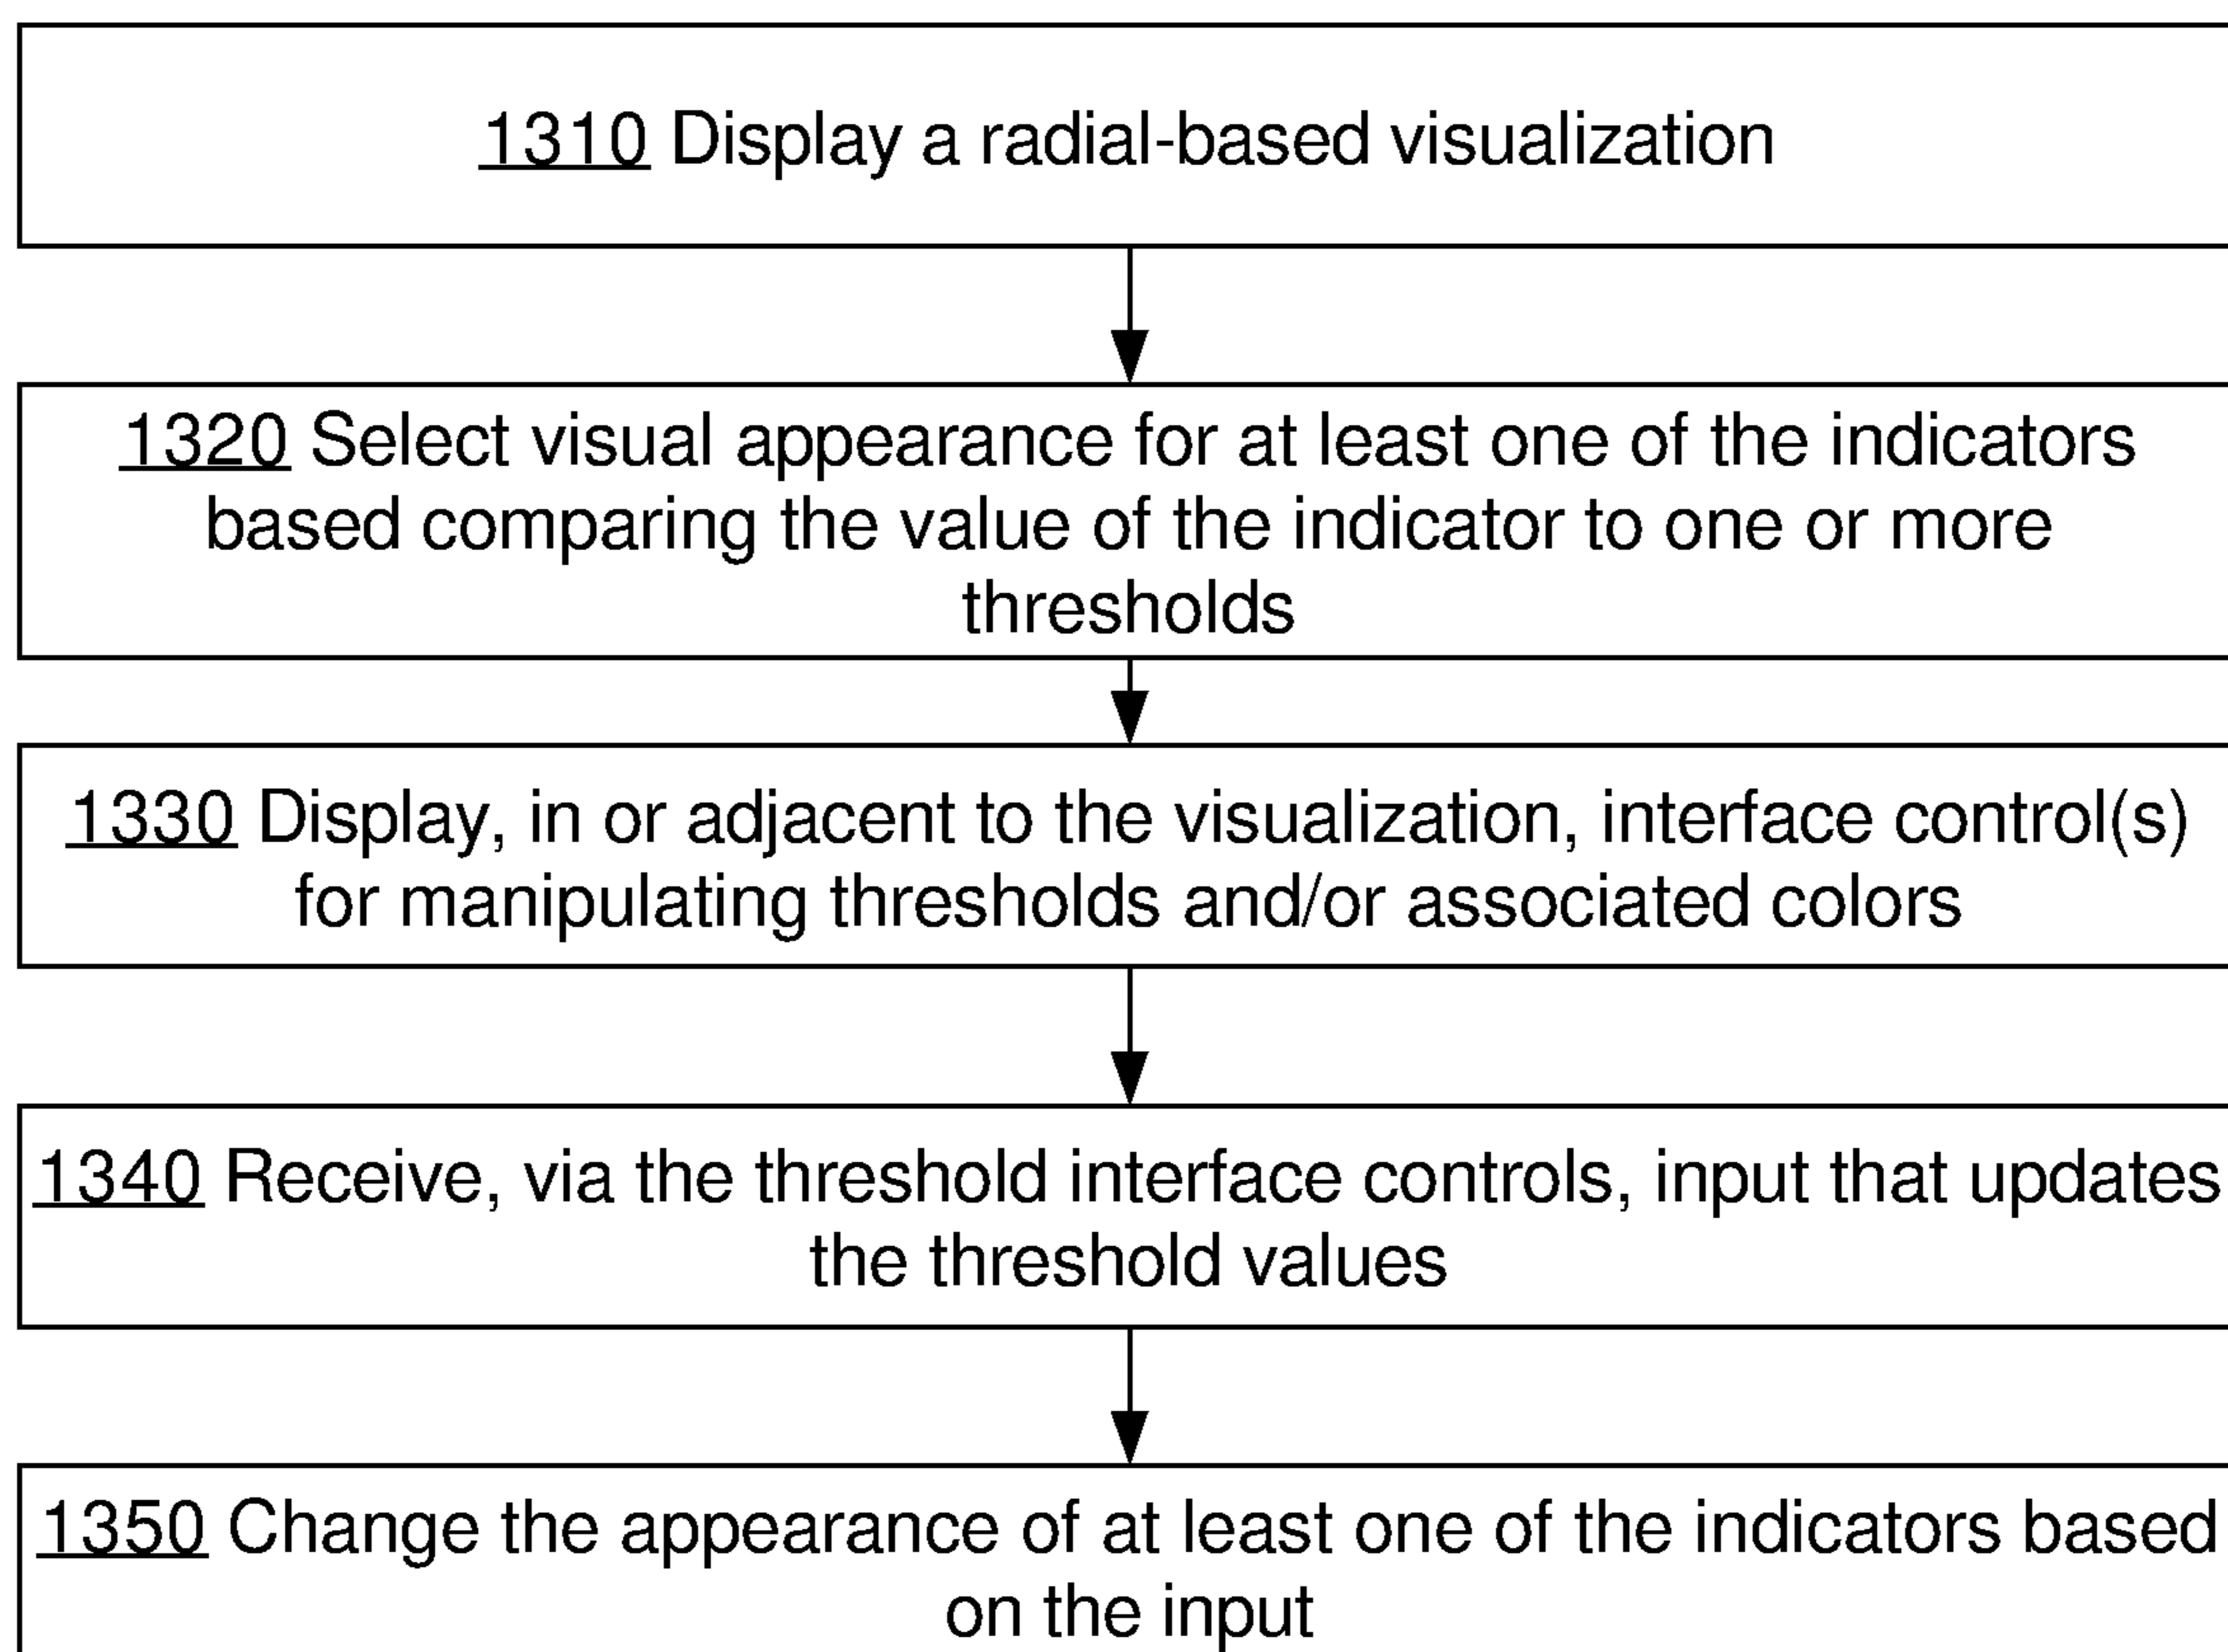 1310 Display a radial-based visualization
1320 Select visual appearance for at least one of the indicators
based comparing the value of the indicator to one or more
thresholds
1330 Display, in or adjacent to the visualization, interface control(s)
for manipulating thresholds and/or associated colors
1340 Receive, via the threshold interface controls, input that updates
the threshold values
1350 Change the appearance of at least one of the indicators based
on the input